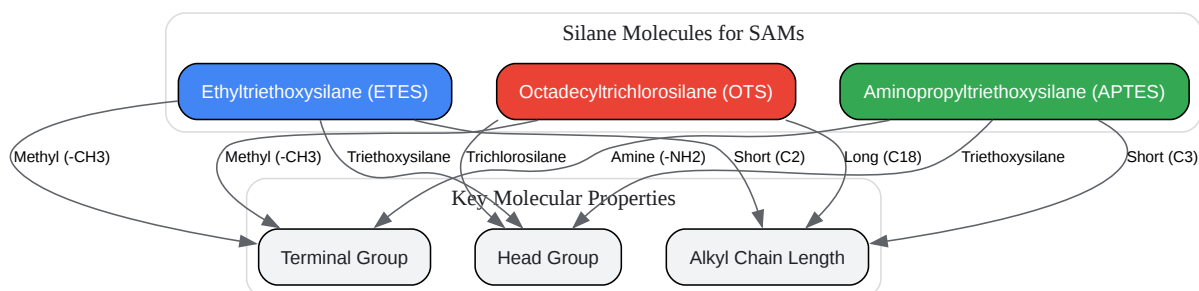 Silane Molecules for SAMs
Ethyltriethoxysilane (ETES)
Octadecyltrichlorosilane (OTS)
Aminopropyltriethoxysilane (APTES)
Methyl (-CH3)
Methyl (-CH3)
Triethoxysilane
Trichlorosilane
Amine (-NH2)
Short (C2)
Long (C18)
Triethoxysilane
Short (C3)
Key Molecular Properties
Terminal Group
Head Group
Alkyl Chain Length